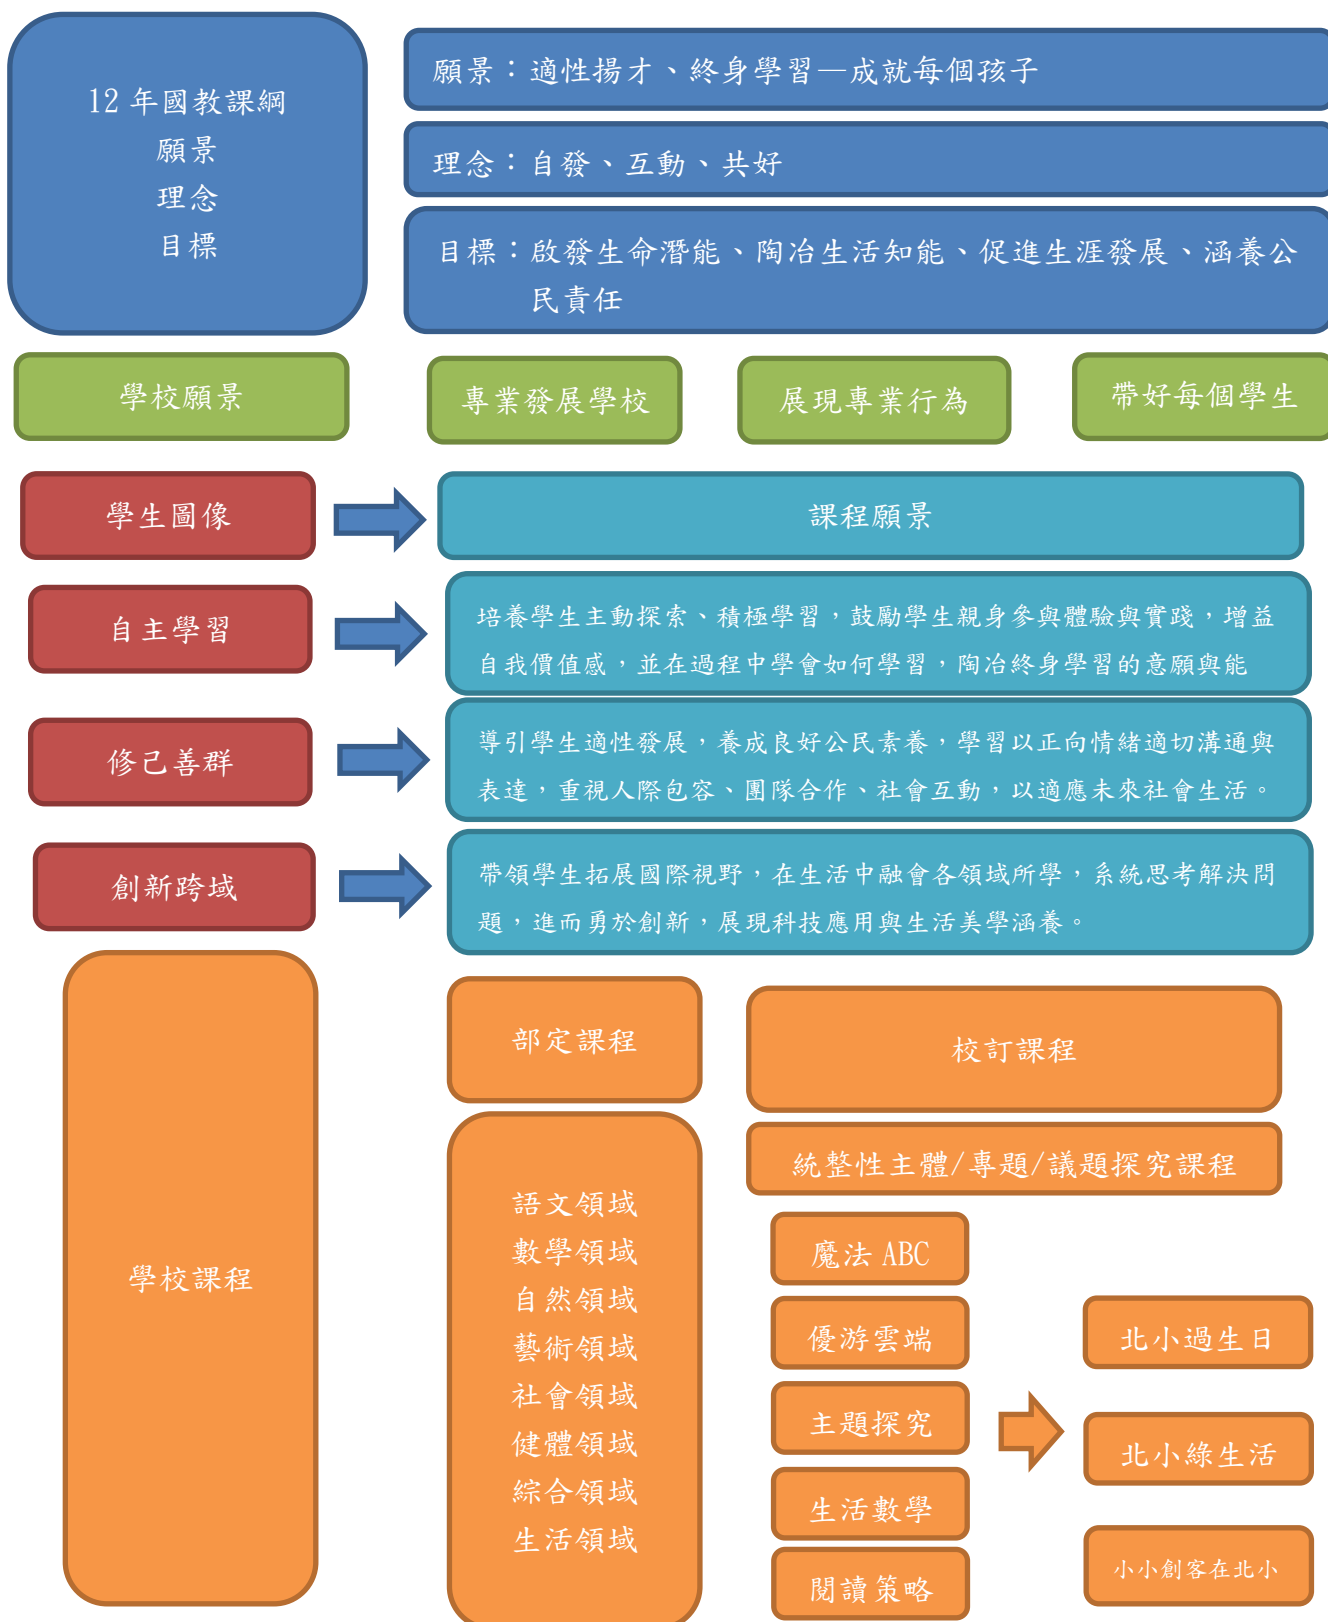 12 年國教課綱
願景
理念
目標
願景：適性揚才、終身學習—成就每個孩子
理念：自發、互動、共好
目標：啟發生命潛能、陶冶生活知能、促進生涯發展、涵養公
民責任
學校願景
專業發展學校
展現專業行為
帶好每個學生
學生圖像
課程願景
自主學習
培養學生主動探索、積極學習，鼓勵學生親身參與體驗與實踐，增益
自我價值感，並在過程中學會如何學習，陶冶終身學習的意願與能
修己善群
導引學生適性發展，養成良好公民素養，學習以正向情緒適切溝通與
表達，重視人際包容、團隊合作、社會互動，以適應未來社會生活。
創新跨域
帶領學生拓展國際視野，在生活中融會各領域所學，系統思考解決問
題，進而勇於創新，展現科技應用與生活美學涵養。
學校課程
部定課程
語文領域
數學領域
自然領域
藝術領域
社會領域
健體領域
綜合領域
生活領域
校訂課程
統整性主體/專題/議題探究課程
魔法 ABC
優游雲端
主題探究
生活數學
閱讀策略
北小過生日
北小綠生活
小小創客在北小